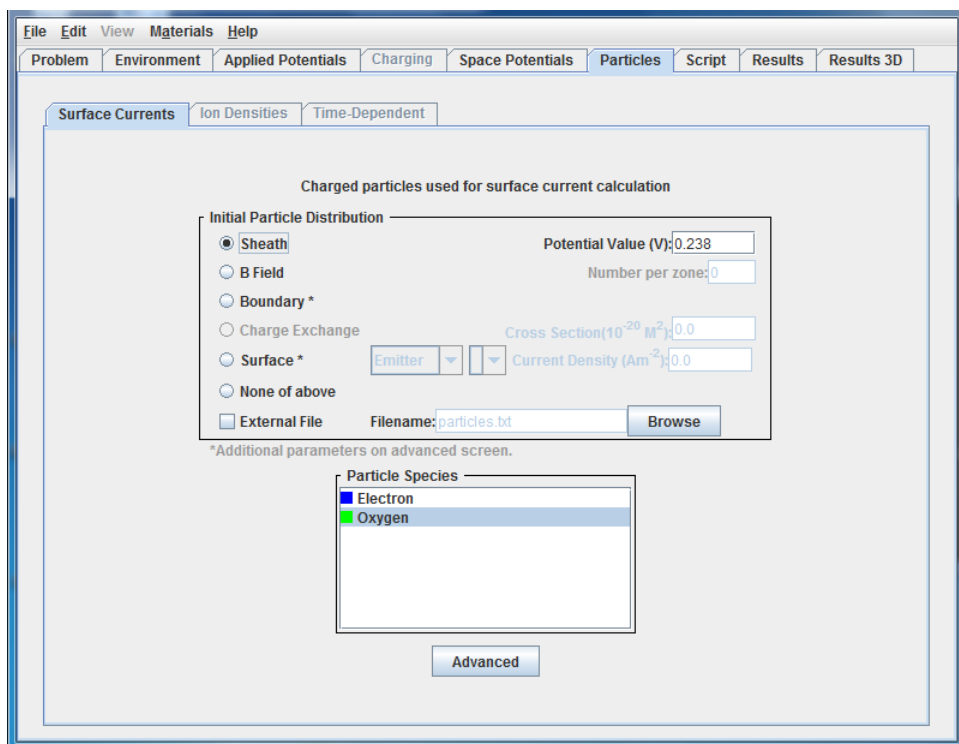 File Edit View Materials Help
Problem Environment Applied Potentials Charging Space Potentials Particles Script Results Results 3D
Surface Currents Ion Densities Time-Dependent
Charged particles used for surface current calculation
Initial Particle Distribution
Sheath Potential Value (V): 0.238
B Field Number per zone: 0
Boundary *
Charge Exchange Cross Section(10⁻²⁰ M²): 0.0
Surface * Emitter Current Density (Am⁻²): 0.0
None of above
External File Filename: particles.txt Browse
*Additional parameters on advanced screen.
Particle Species
Electron
Oxygen
Advanced